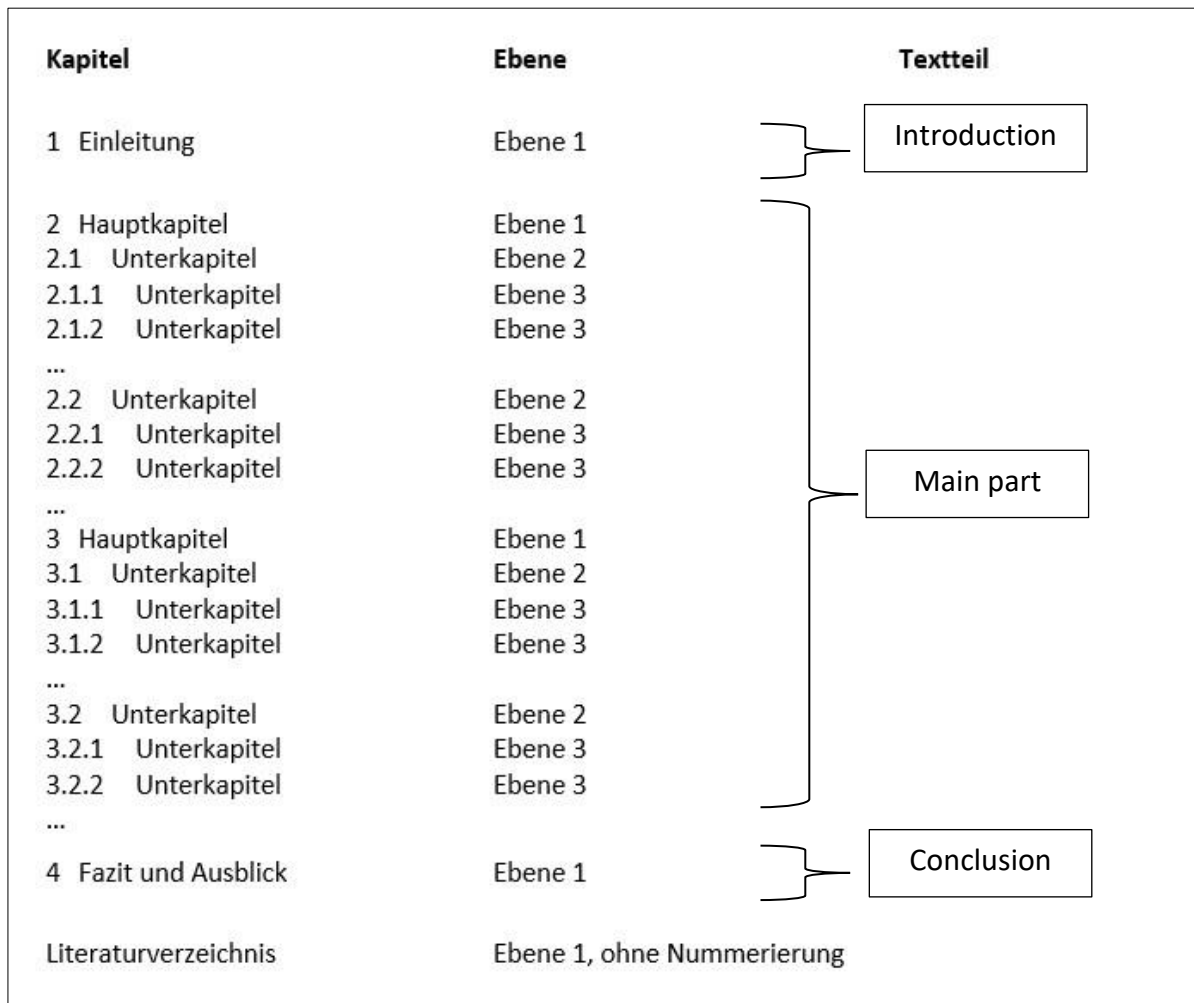 Kapitel Ebene Textteil
1 Einleitung Ebene 1 Introduction
2 Hauptkapitel Ebene 1
2.1 Unterkapitel Ebene 2
2.1.1 Unterkapitel Ebene 3
2.1.2 Unterkapitel Ebene 3
...
2.2 Unterkapitel Ebene 2
2.2.1 Unterkapitel Ebene 3
2.2.2 Unterkapitel Ebene 3
Main part
...
3 Hauptkapitel Ebene 1
3.1 Unterkapitel Ebene 2
3.1.1 Unterkapitel Ebene 3
3.1.2 Unterkapitel Ebene 3
...
3.2 Unterkapitel Ebene 2
3.2.1 Unterkapitel Ebene 3
3.2.2 Unterkapitel Ebene 3
...
4 Fazit und Ausblick Ebene 1 Conclusion
Literaturverzeichnis Ebene 1, ohne Nummerierung